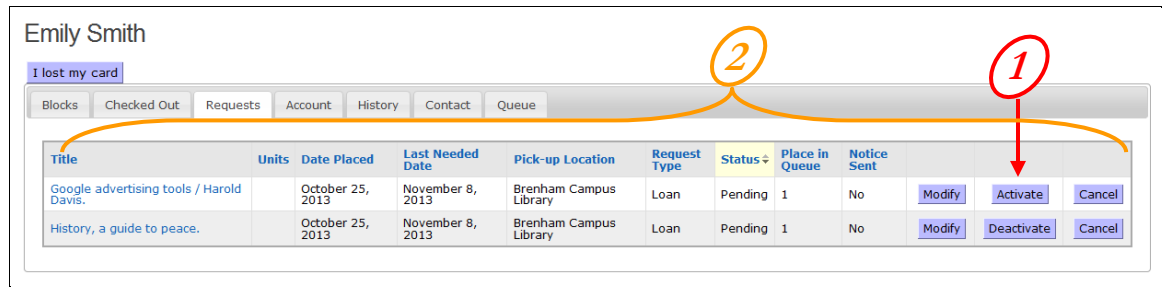 Emily Smith
2
1
I lost my card
Blocks Checked Out Requests Account History Contact Queue
Title Units Date Placed Last Needed Date Pick-up Location Request Type Status Place in Queue Notice Sent
Google advertising tools / Harold Davis. October 25, 2013 November 8, 2013 Brenham Campus Library Loan Pending 1 No Modify Activate Cancel
History, a guide to peace. October 25, 2013 November 8, 2013 Brenham Campus Library Loan Pending 1 No Modify Deactivate Cancel